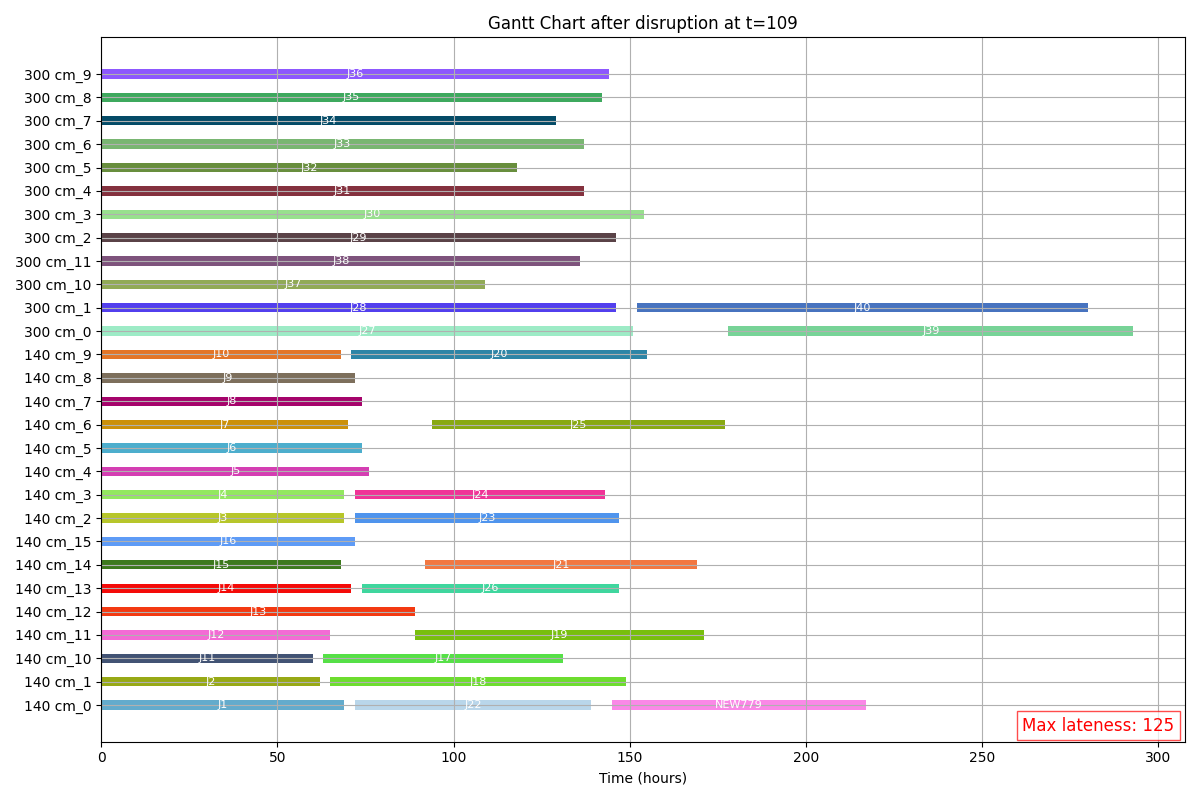 Gantt Chart after disruption at t=109
300 cm_9 J36
300 cm_8 J35
300 cm_7 J34
300 cm_6 J33
300 cm_5 J32
300 cm_4 J31
300 cm_3 J30
300 cm_2 J29
300 cm_11 J38
300 cm_10 J37
300 cm_1 J28 J40
300 cm_0 J27 J39
140 cm_9 J10 J20
140 cm_8 J9
140 cm_7 J8
140 cm_6 J7 J25
140 cm_5 J6
140 cm_4 J5
140 cm_3 J4 J24
140 cm_2 J3 J23
140 cm_15 J16
140 cm_14 J15 J21
140 cm_13 J14 J26
140 cm_12 J13
140 cm_11 J12 J19
140 cm_10 J11 J17
140 cm_1 J2 J18
140 cm_0 J1 J22 NEW779
Max lateness: 125
0 50 100 150 200 250 300
Time (hours)